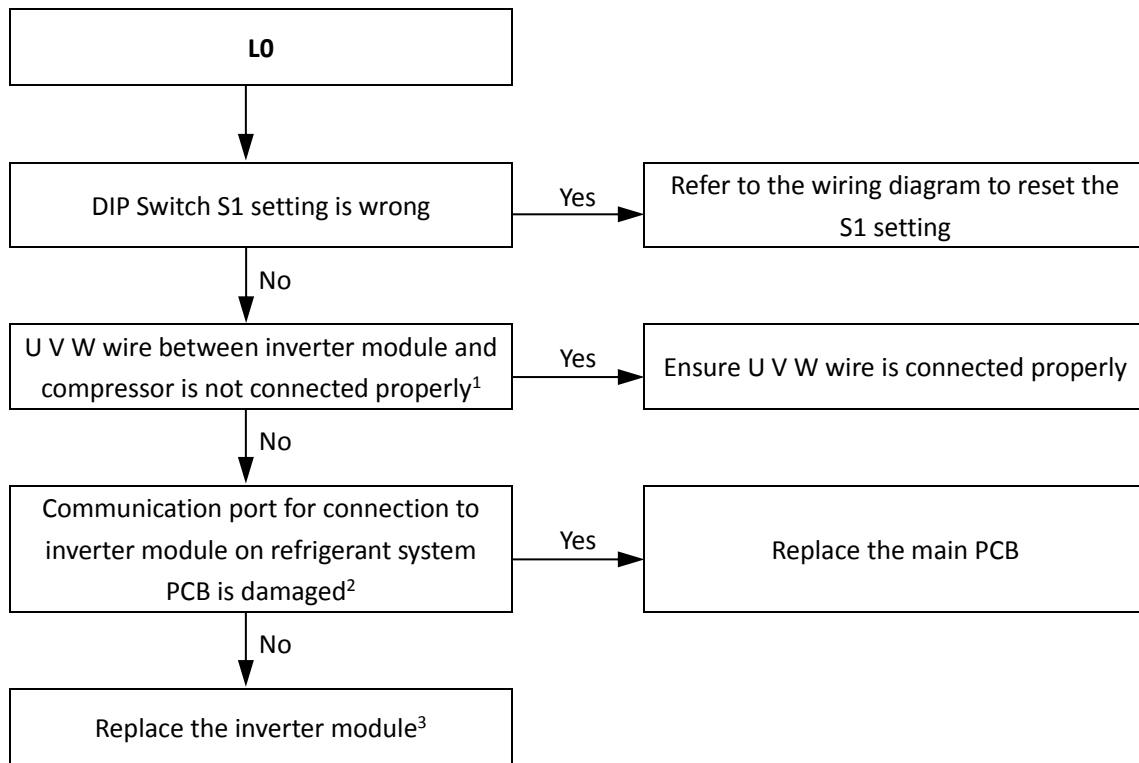 L0
DIP Switch S1 setting is wrong
Yes
Refer to the wiring diagram to reset the
S1 setting
No
U V W wire between inverter module and
compressor is not connected properly¹
Yes
Ensure U V W wire is connected properly
No
Communication port for connection to
inverter module on refrigerant system
PCB is damaged²
Yes
Replace the main PCB
No
Replace the inverter module³